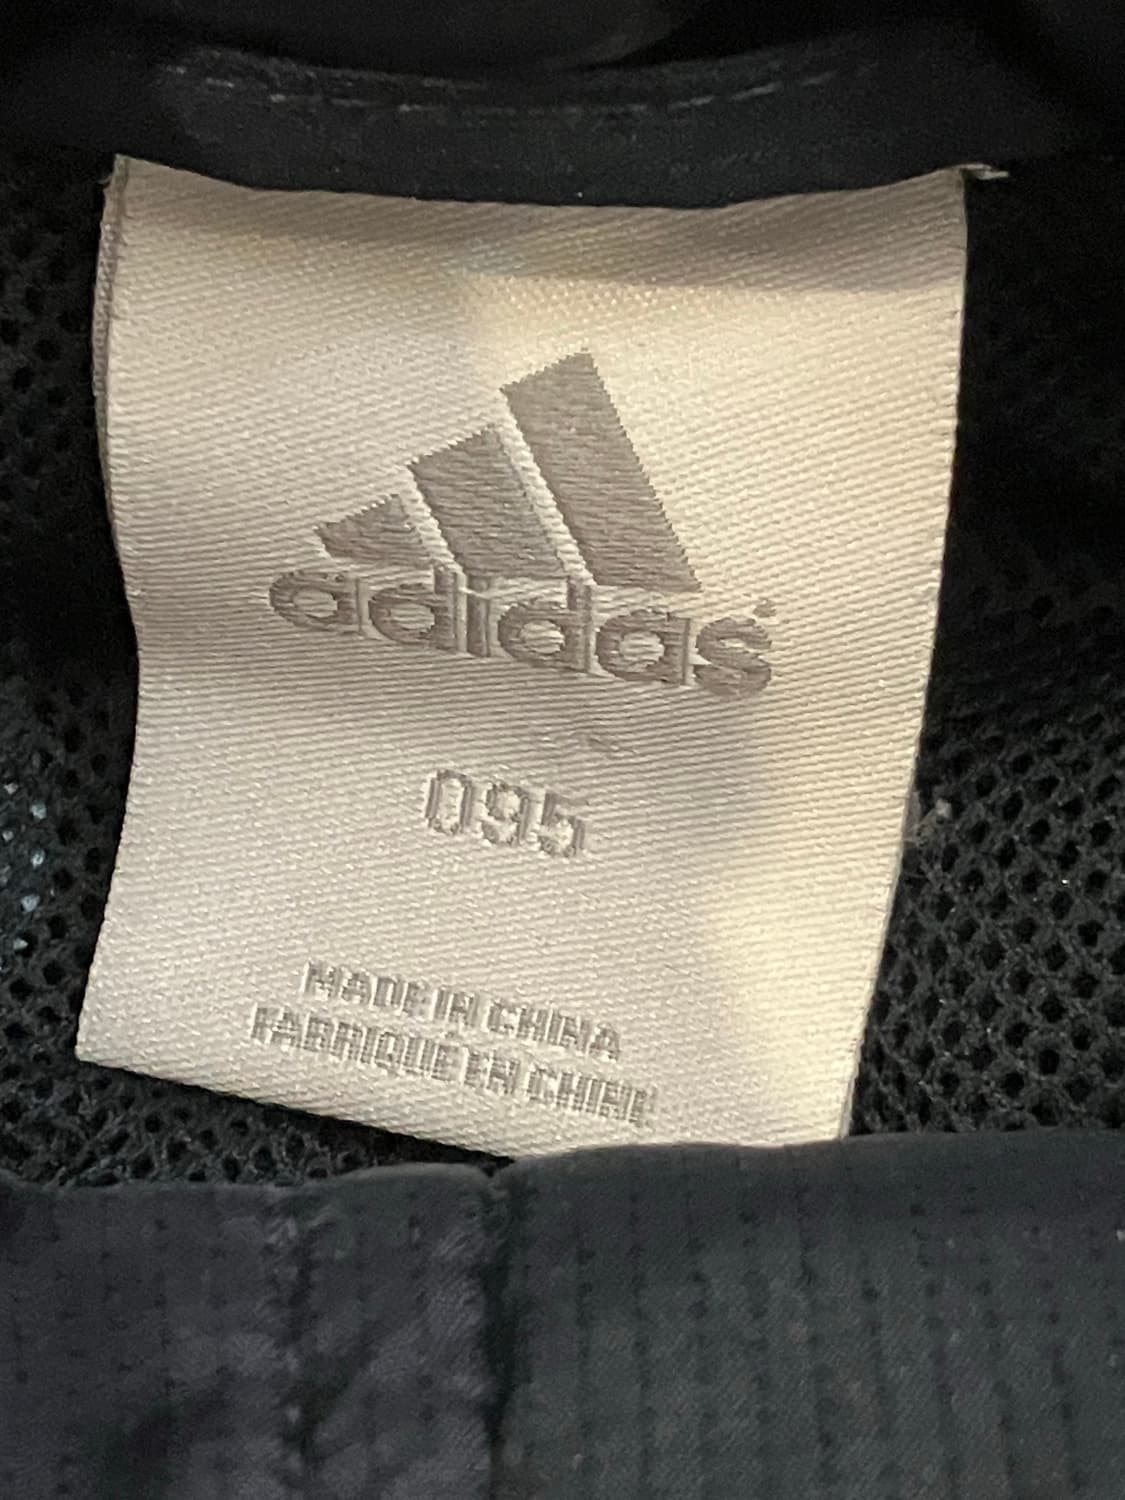 adidas
095
MADE IN CHINA
FABRIQUE EN CHINE